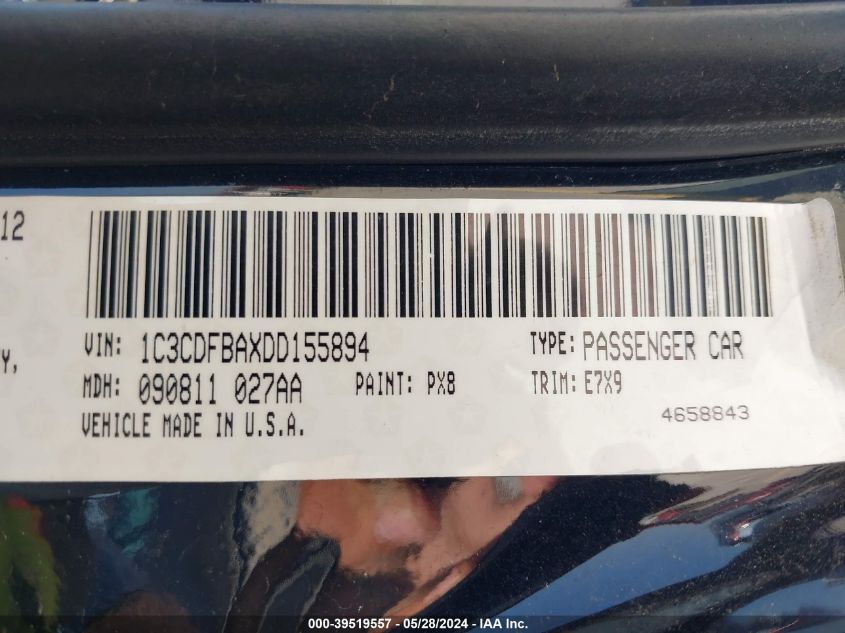 12
Y,
VIN: 1C3CDFBAXDD155894 TYPE: PASSENGER CAR
MDH: 090811 027AA PAINT: PX8 TRIM: E7X9
VEHICLE MADE IN U.S.A. 4658843
000-39519557 - 05/28/2024 - IAA Inc.